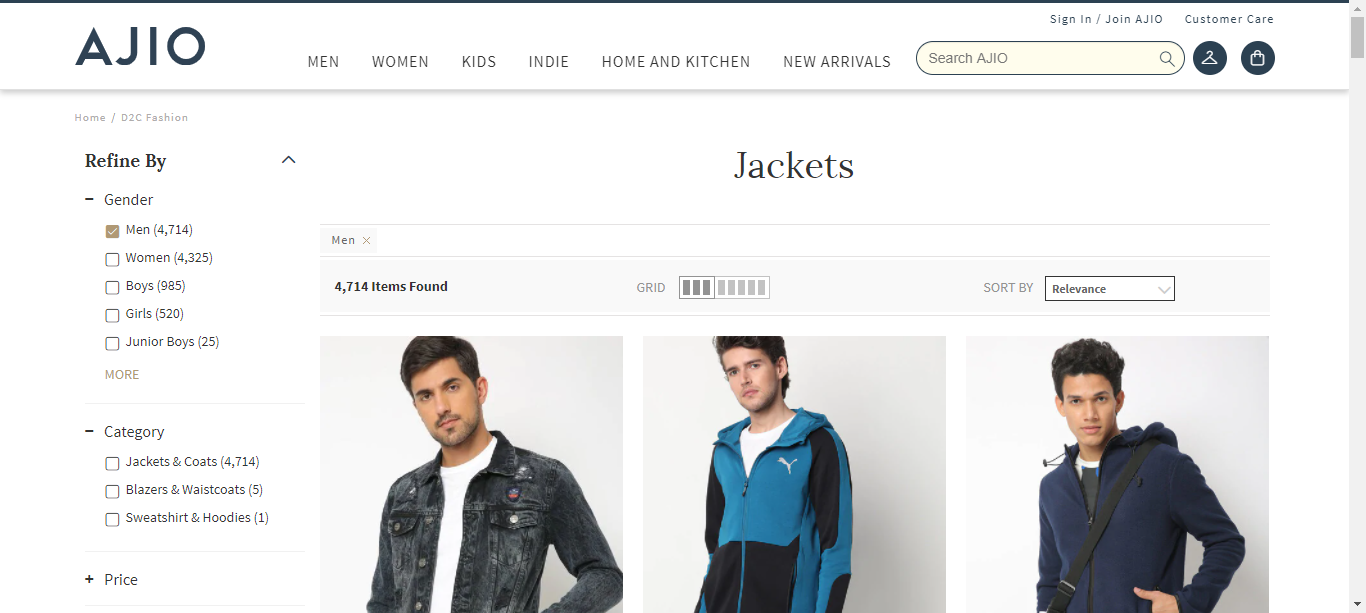 Sign In / Join AJIO
Customer Care
AJIO
MEN
WOMEN
KIDS
INDIE
HOME AND KITCHEN
NEW ARRIVALS
Search AJIO
Home / D2C Fashion
Refine By
Jackets
− Gender
Men (4,714)
Women (4,325)
Boys (985)
Girls (520)
Junior Boys (25)
MORE
Men
4,714 Items Found
GRID
SORT BY
Relevance
− Category
Jackets & Coats (4,714)
Blazers & Waistcoats (5)
Sweatshirt & Hoodies (1)
+ Price